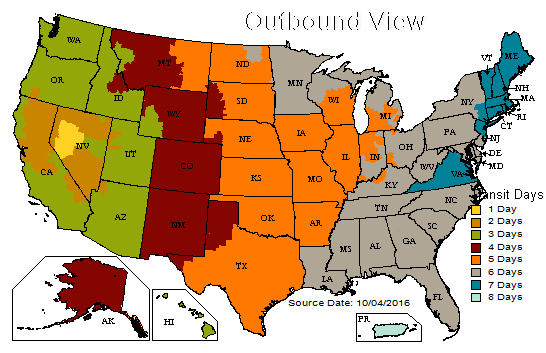 Outbound View
WA
MT
ND
MN
VT
ME
OR
ID
SD
WI
MI
NY
NH
MA
WY
RI
CT
NV
UT
NE
IA
PA
NJ
CA
CO
IL
IN
OH
DE
WV
MD
KS
MO
KY
VA
AZ
NM
OK
AR
TN
NC
TX
MS
AL
GA
SC
LA
FL
AK
HI
PR
ansit Days
1 Day
2 Days
3 Days
4 Days
5 Days
6 Days
7 Days
8 Days
Source Date: 10/04/2016